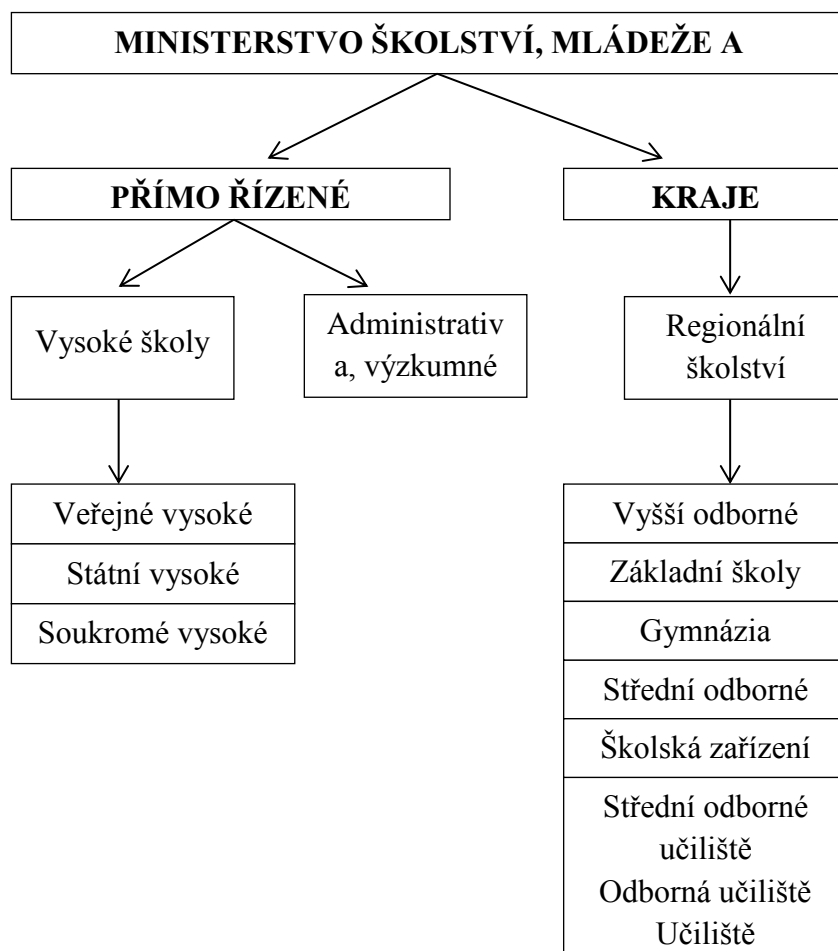 MINISTERSTVO ŠKOLSTVÍ, MLÁDEŽE A
PŘÍMO ŘÍZENÉ
KRAJE
Vysoké školy
Administrativ
a, výzkumné
Regionální
školství
Veřejné vysoké
Státní vysoké
Soukromé vysoké
Vyšší odborné
Základní školy
Gymnázia
Střední odborné
Školská zařízení
Střední odborné
učiliště
Odborná učiliště
Učiliště